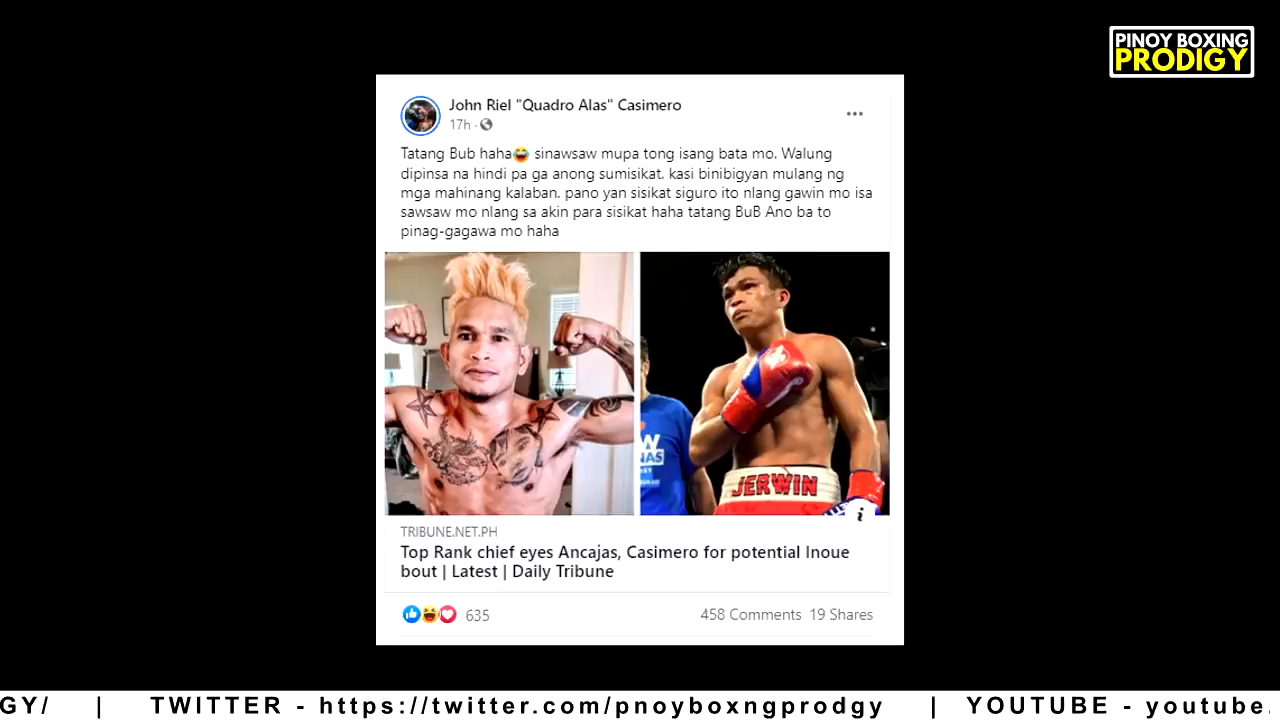 PINOY BOXING
PRODIGY
John Riel "Quadro Alas" Casimero
17h ·
Tatang Bub haha😂 sinawsaw mupa tong isang bata mo. Walung
dipinsa na hindi pa ga anong sumisikat. kasi binibigyan mulang ng
mga mahinang kalaban. pano yan sisikat siguro ito nlang gawin mo isa
sawsaw mo nlang sa akin para sisikat haha tatang BuB Ano ba to
pinag-gagawa mo haha
JERWIN
i
TRIBUNE.NET.PH
Top Rank chief eyes Ancajas, Casimero for potential Inoue
bout | Latest | Daily Tribune
635
458 Comments 19 Shares
GY/ | TWITTER - https://twitter.com/pnoyboxngprodgy | YOUTUBE - youtube.